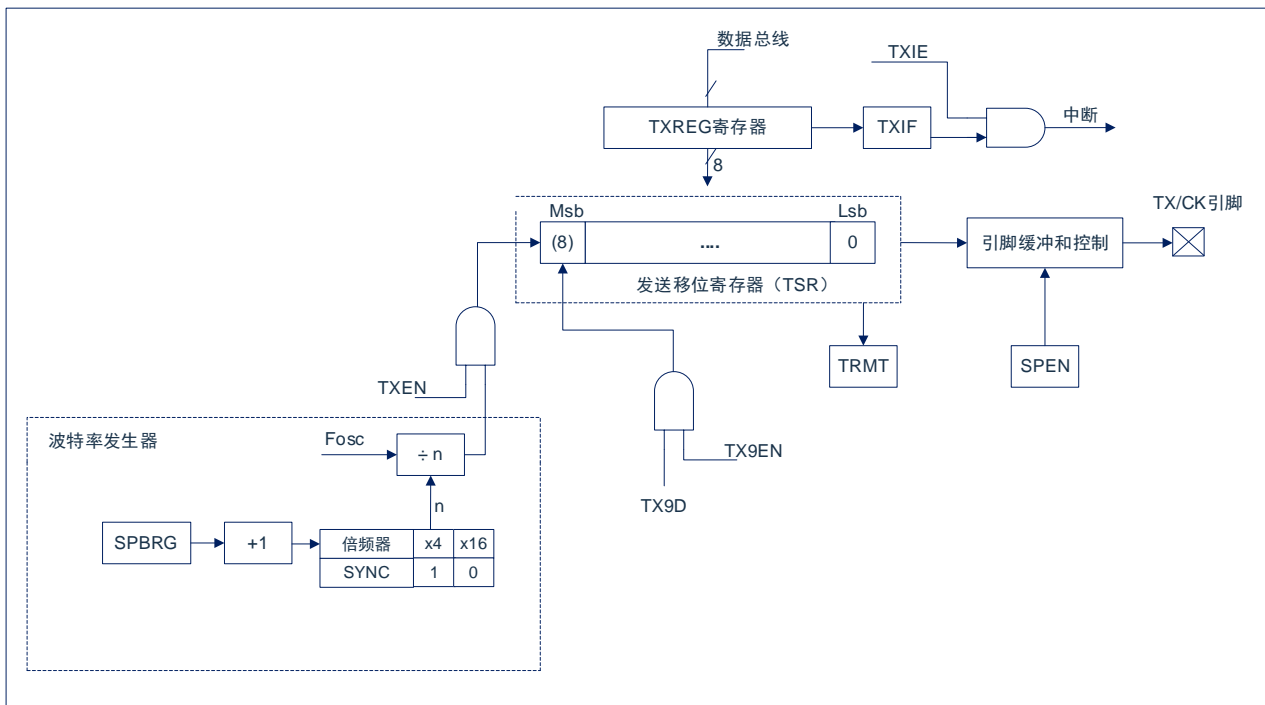 数据总线
TXIE
TXREG寄存器
TXIF
中断
8
Msb
Lsb
TX/CK引脚
(8)
....
0
引脚缓冲和控制
发送移位寄存器（TSR）
TRMT
SPEN
TXEN
波特率发生器
Fosc
÷ n
TX9EN
n
TX9D
SPBRG
+1
倍频器 x4 x16
SYNC 1 0